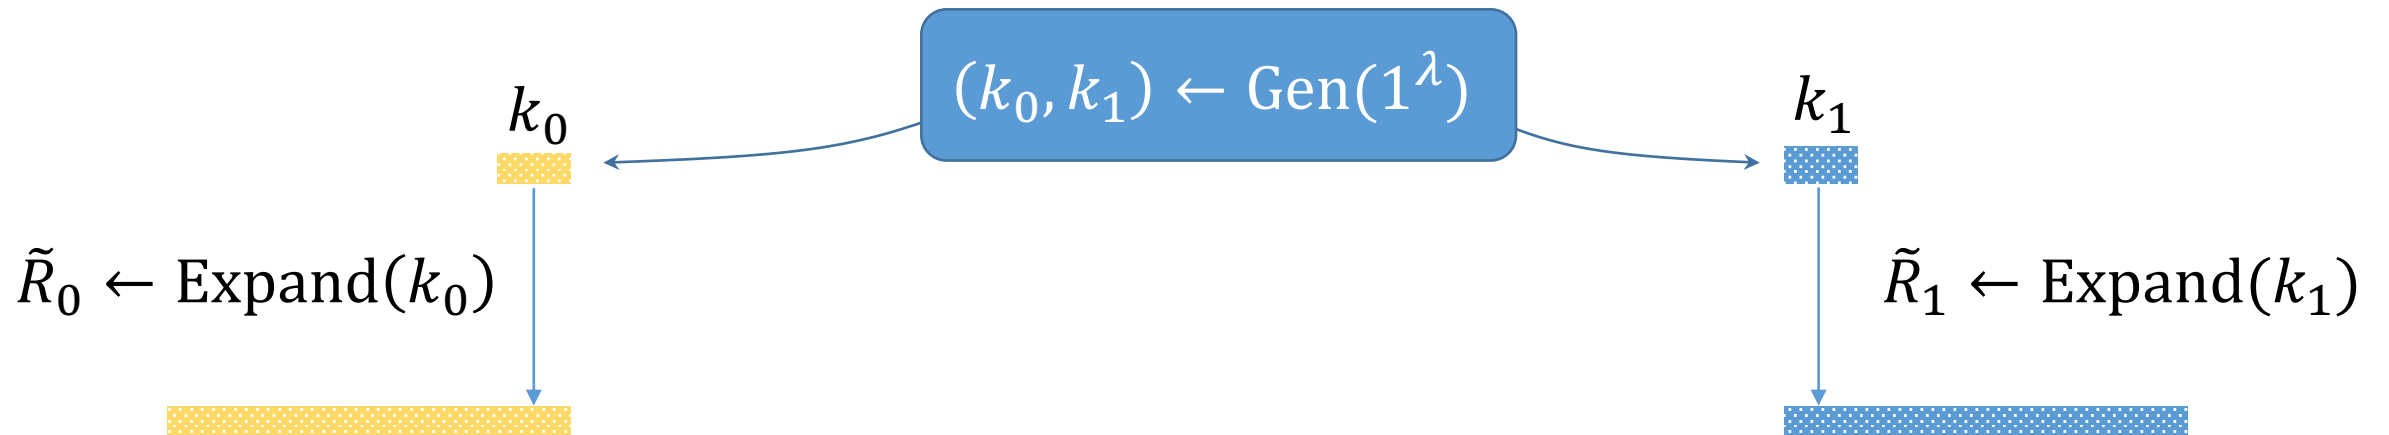 (k₀, k₁) ← Gen(1^λ)
k₀
k₁
R̃₀ ← Expand(k₀)
R̃₁ ← Expand(k₁)